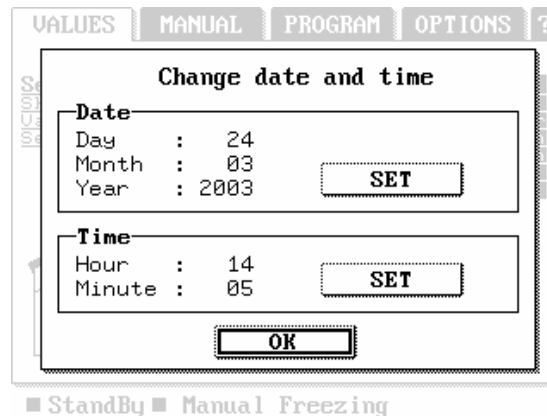 VALUES MANUAL PROGRAM OPTIONS ?
Change date and time
Date
Day : 24
Month : 03
Year : 2003
SET
Time
Hour : 14
Minute : 05
SET
OK
StandBy Manual Freezing